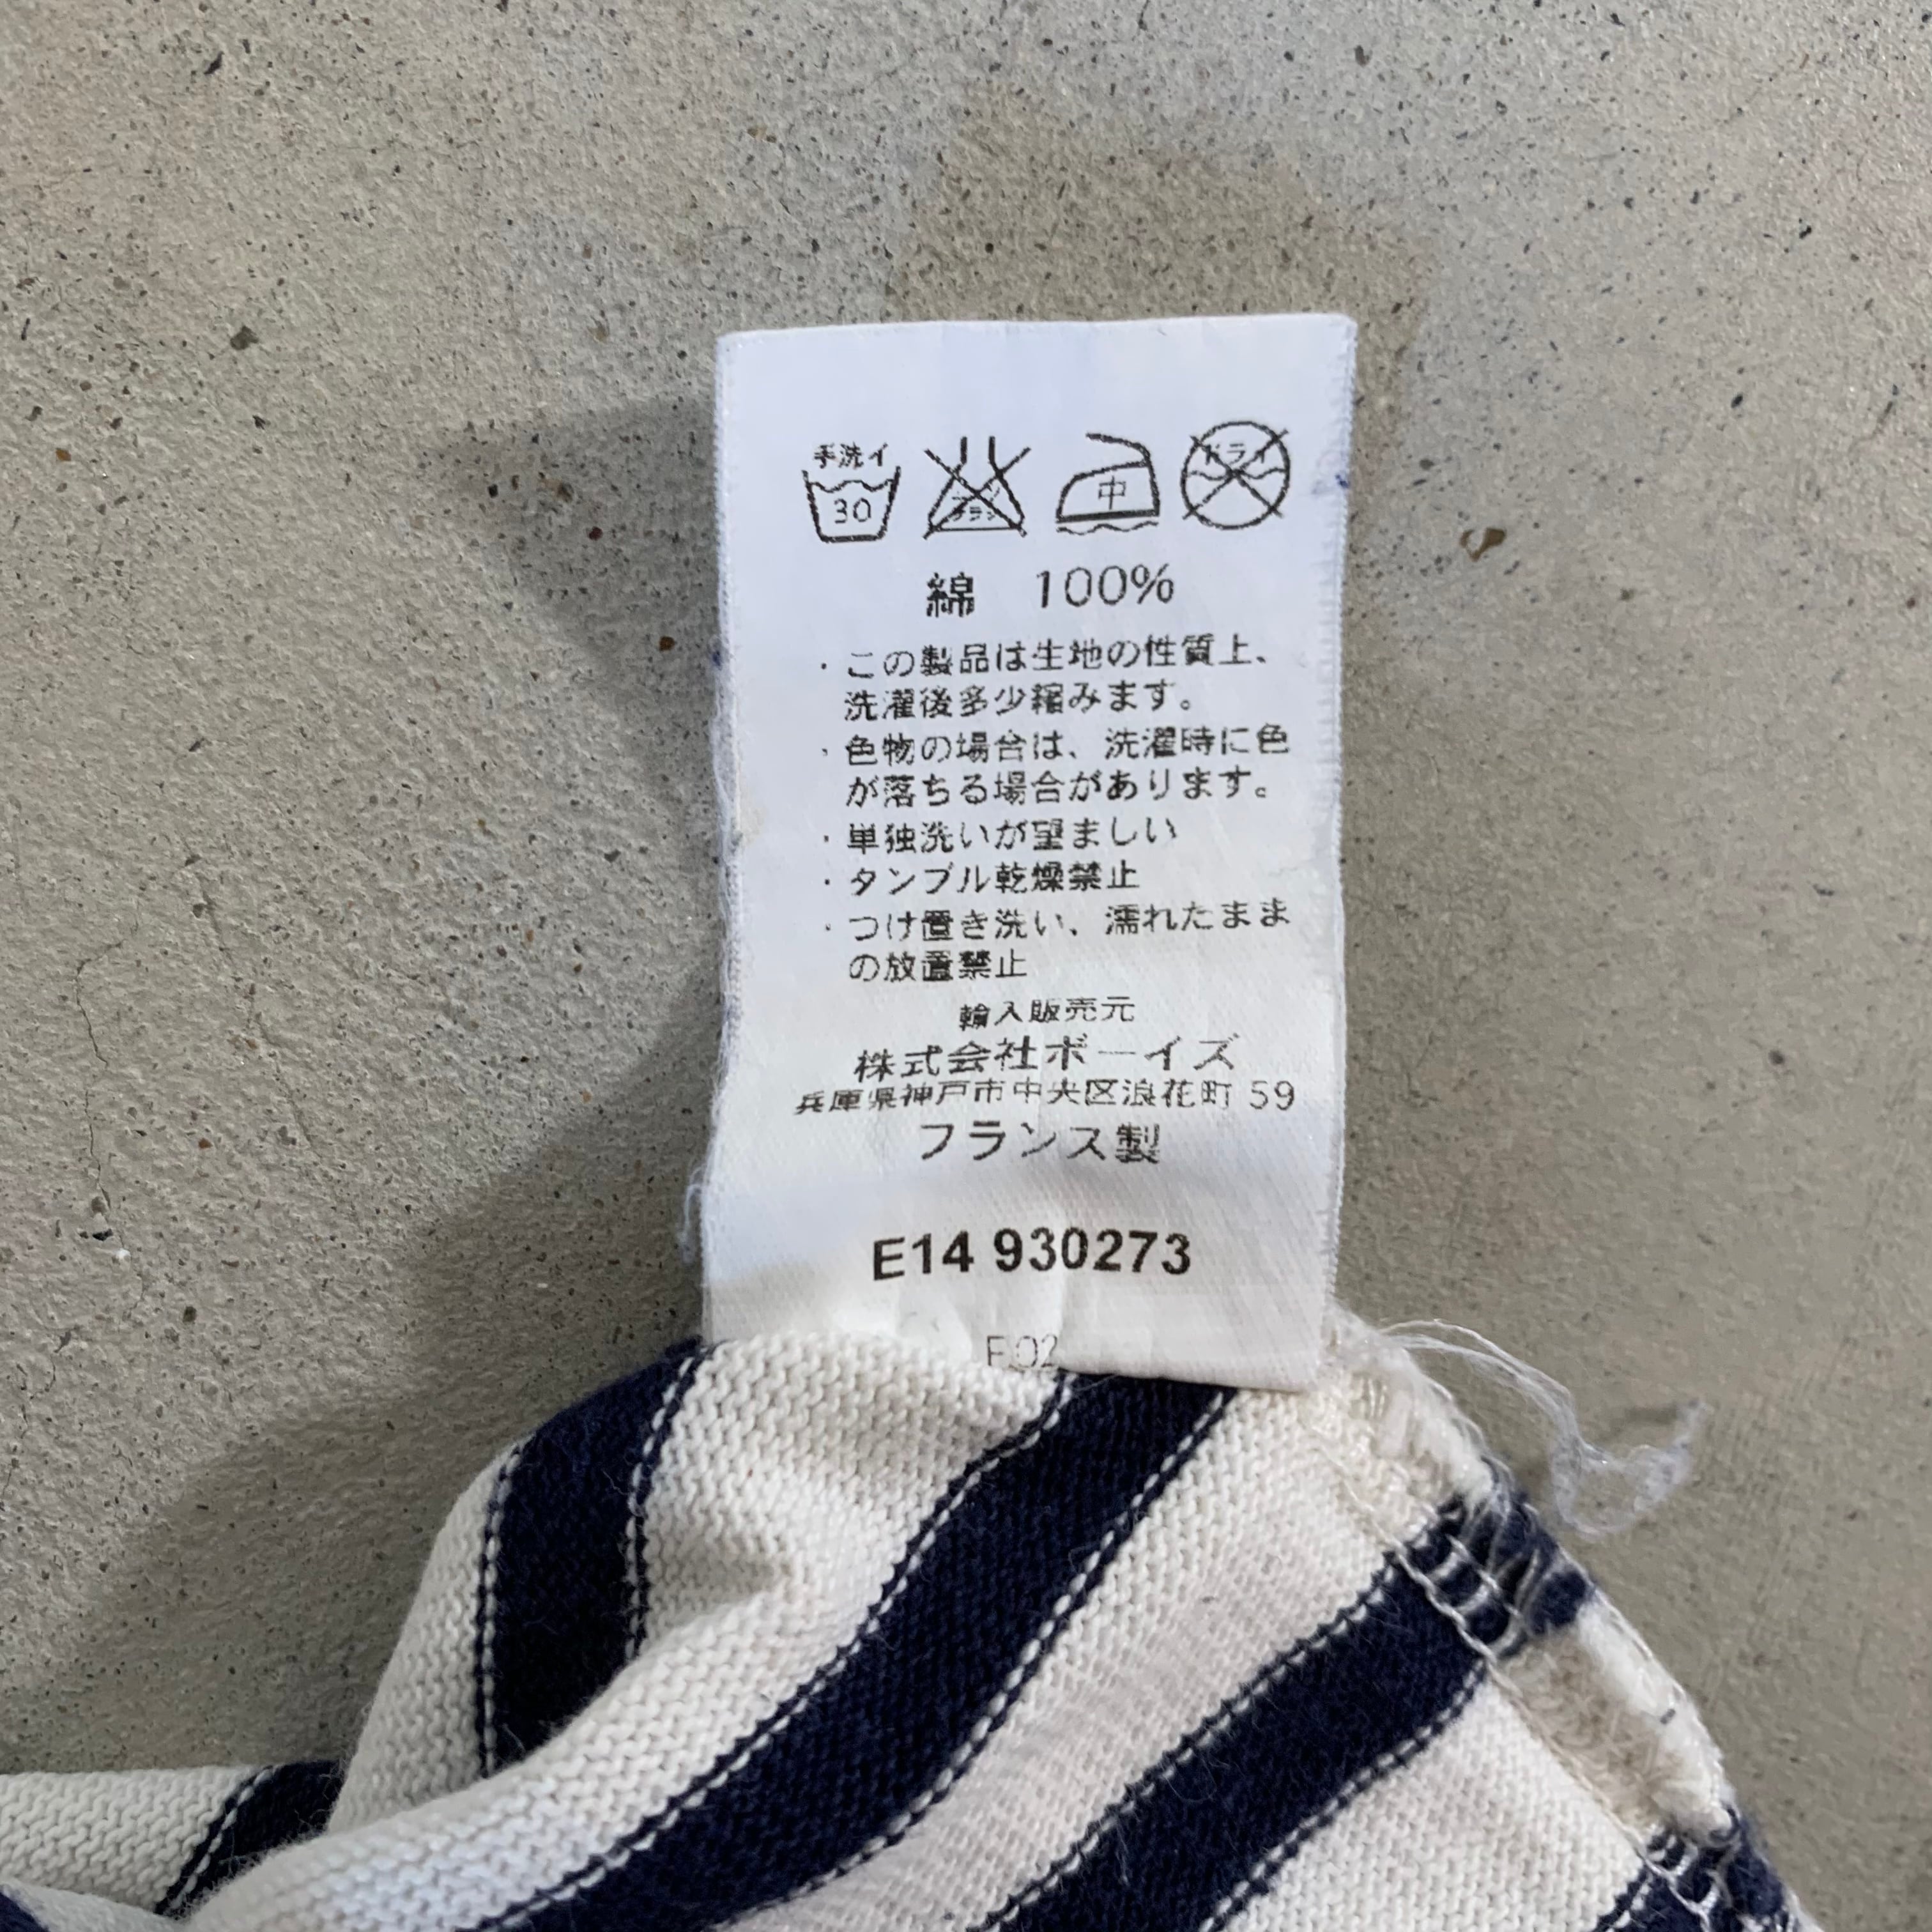 手洗イ
30
中
ドライ
綿 100%
・この製品は生地の性質上、
洗濯後多少縮みます。
・色物の場合は、洗濯時に色
が落ちる場合があります。
・単独洗いが望ましい
・タンブル乾燥禁止
・つけ置き洗い、濡れたまま
の放置禁止
輸入販売元
株式会社ボーイズ
兵庫県神戸市中央区浪花町 59
フランス製
E14 930273